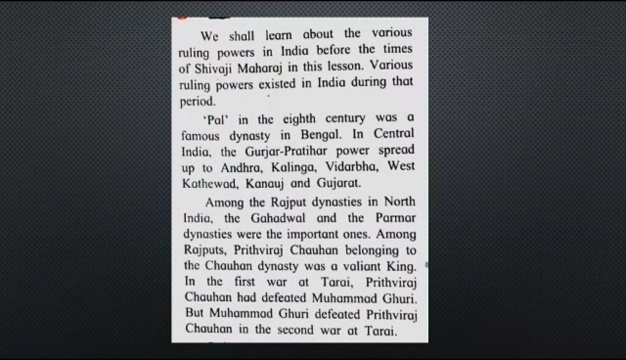 We shall learn about the various
ruling powers in India before the times
of Shivaji Maharaj in this lesson. Various
ruling powers existed in India during that
period.
'Pal' in the eighth century was a
famous dynasty in Bengal. In Central
India, the Gurjar-Pratihar power spread
up to Andhra, Kalinga, Vidarbha, West
Kathewad, Kanauj and Gujarat.
Among the Rajput dynasties in North
India, the Gahadwal and the Parmar
dynasties were the important ones. Among
Rajputs, Prithviraj Chauhan belonging to
the Chauhan dynasty was a valiant King.
In the first war at Tarai, Prithviraj
Chauhan had defeated Muhammad Ghuri.
But Muhammad Ghuri defeated Prithviraj
Chauhan in the second war at Tarai.